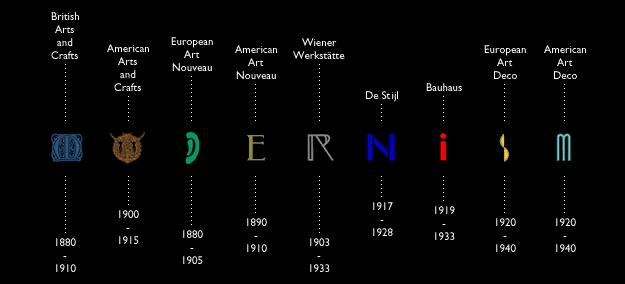 British
Arts
and
Crafts
American
Arts
and
Crafts
European
Art
Nouveau
American
Art
Nouveau
Wiener
Werkstätte
De Stijl
Bauhaus
European
Art
Deco
American
Art
Deco
M O D E R N i S M
1880
-
1910
1900
-
1915
1880
-
1905
1890
-
1910
1903
-
1933
1917
-
1928
1919
-
1933
1920
-
1940
1920
-
1940